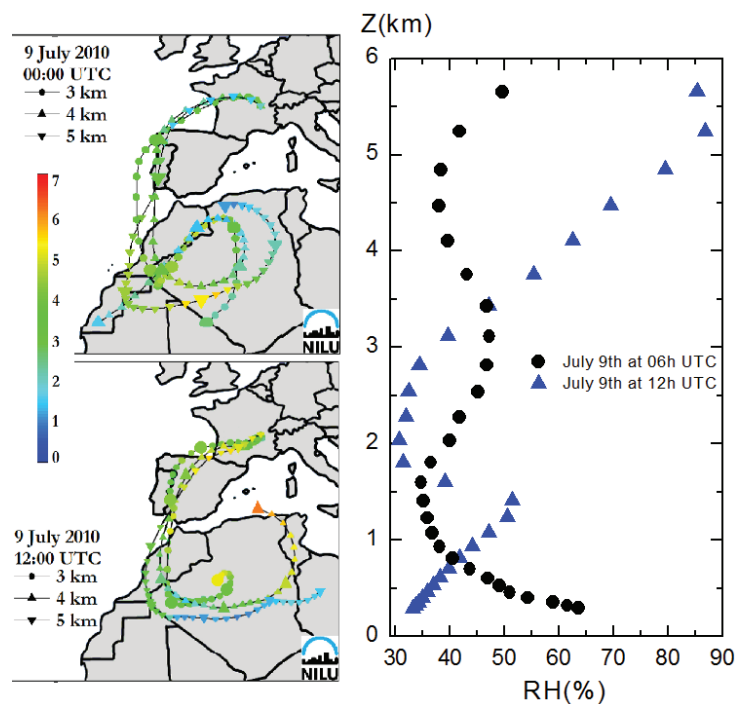 9 July 2010
00:00 UTC
3 km
4 km
5 km
7
6
5
4
3
2
1
0
NILU
9 July 2010
12:00 UTC
3 km
4 km
5 km
NILU
Z(km)
6
5
4
3
2
1
0
July 9th at 06h UTC
July 9th at 12h UTC
30 40 50 60 70 80 90
RH(%)